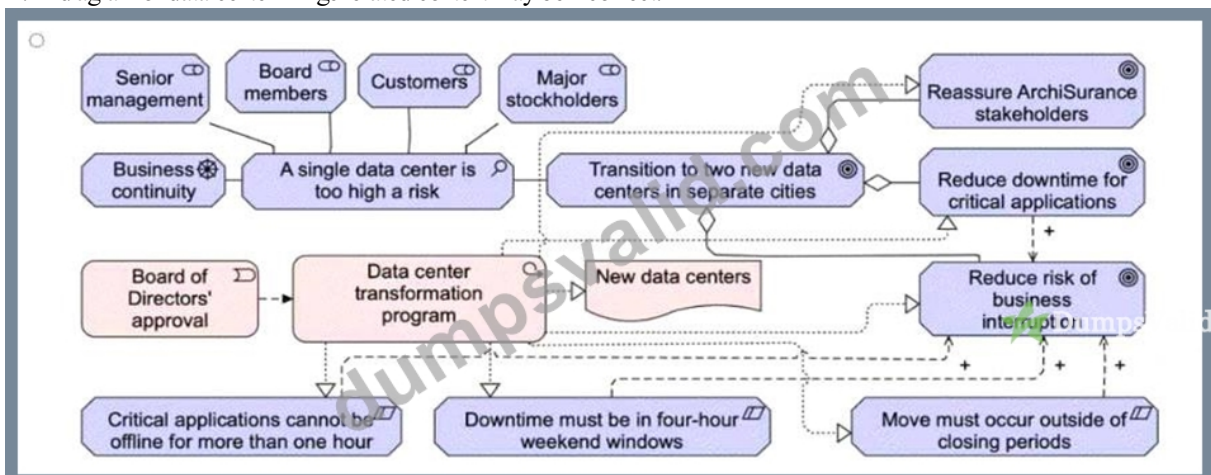 Senior
management
Board
members
Customers
Major
stockholders
Reassure ArchiSurance
stakeholders
Business
continuity
A single data center is
too high a risk
Transition to two new data
centers in separate cities
Reduce downtime for
critical applications
+
Board of
Directors'
approval
Data center
transformation
program
New data centers
Reduce risk of
business
interruption
+
+
+
Critical applications cannot be
offline for more than one hour
Downtime must be in four-hour
weekend windows
Move must occur outside of
closing periods
dumpsvalid.com